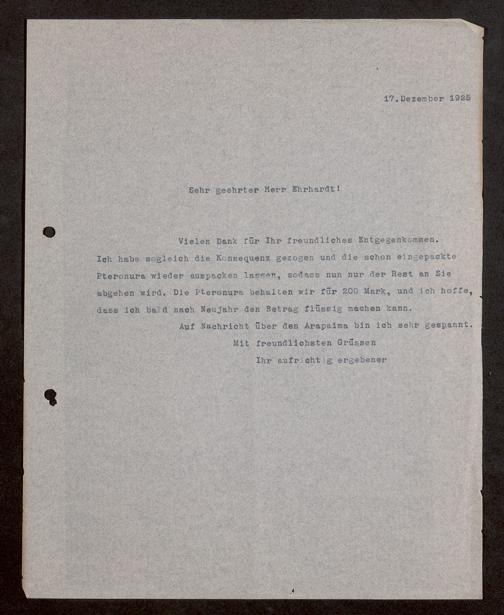 17.Dezember 1925
Sehr geehrter Herr Ehrhardt!
Vielen Dank für Ihr freundliches Entgegenkommen.
Ich habe sogleich die Konsequenz gezogen und die schon eingepackte
Pteronura wieder auspacken lassen, sodass nun nur der Rest an Sie
abgehen wird. Die Pteronura behalten wir für 200 Mark, und ich hoffe,
dass ich bald nach Neujahr den Betrag flüssig machen kann.
Auf Nachricht über den Arapaima bin ich sehr gespannt.
Mit freundlichsten Grüssen
Ihr aufrichtig ergebener